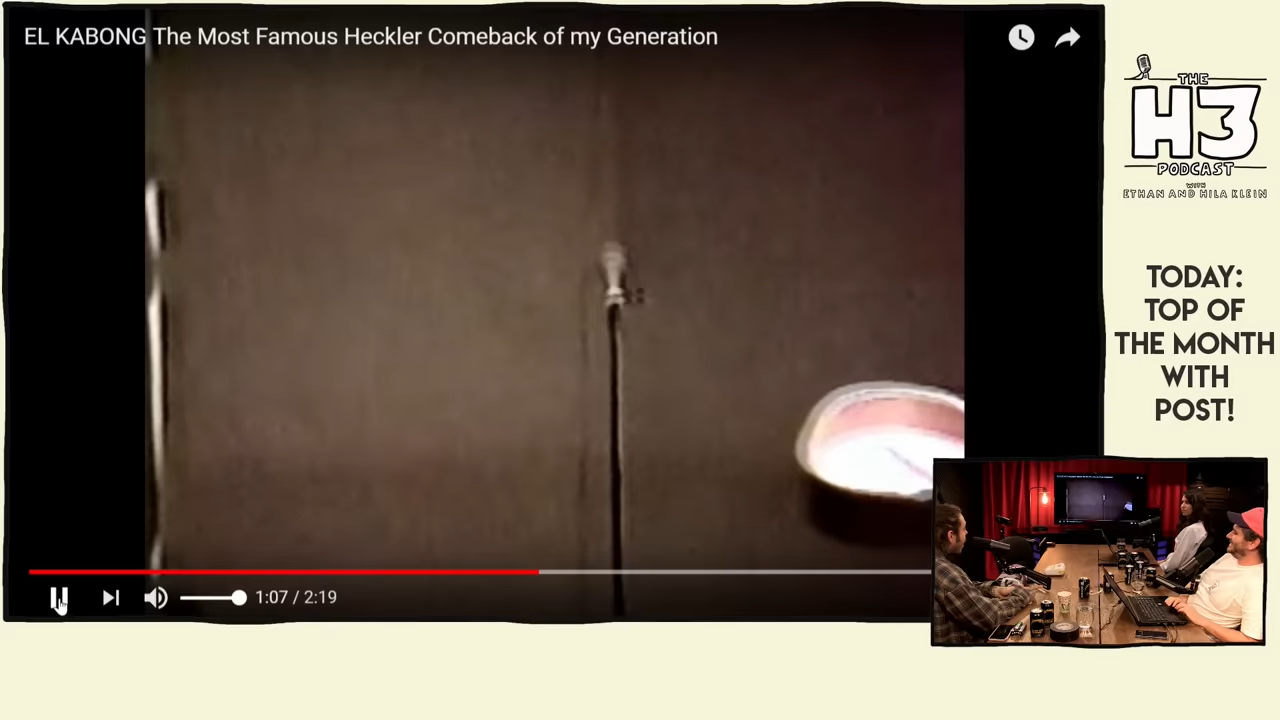 EL KABONG The Most Famous Heckler Comeback of my Generation
1:07 / 2:19
THE
H3
PODCAST
WITH
ETHAN AND HILA KLEIN
TODAY:
TOP OF
THE MONTH
WITH
POST!